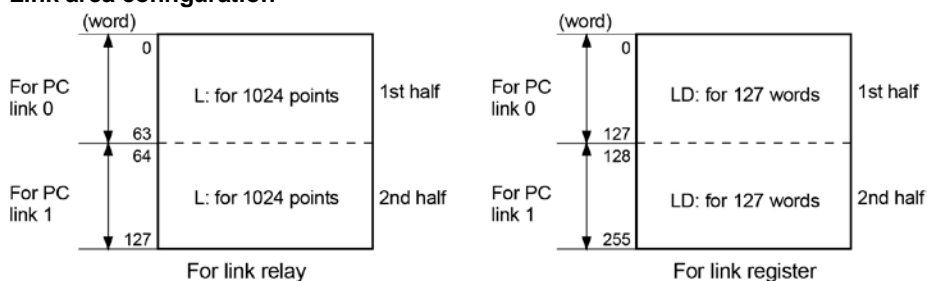 Link area configuration
(word)
0
For PC
link 0
L: for 1024 points
1st half
63
64
For PC
link 1
L: for 1024 points
2nd half
127
For link relay
(word)
0
For PC
link 0
LD: for 127 words
1st half
127
128
For PC
link 1
LD: for 127 words
2nd half
255
For link register